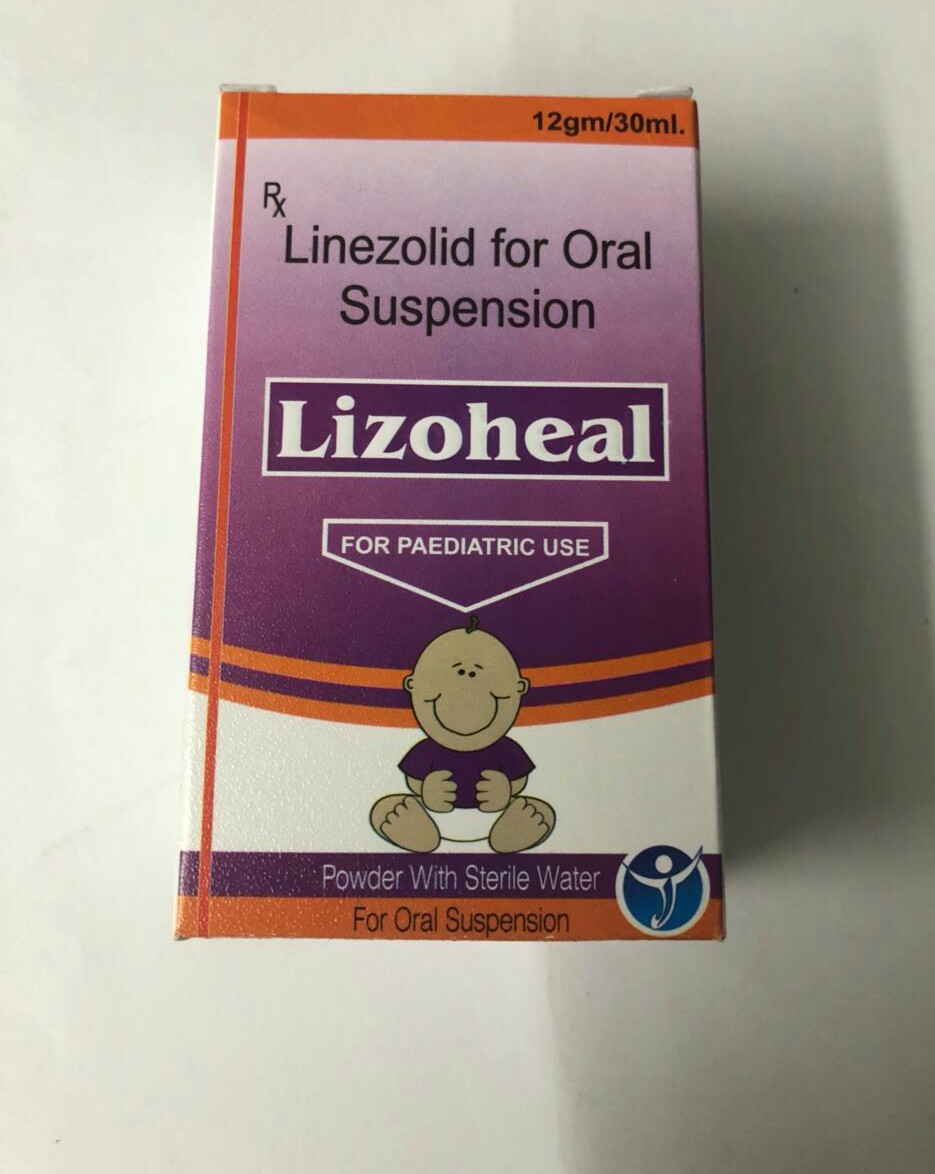 12gm/30ml.
Rx
Linezolid for Oral
Suspension
Lizoheal
FOR PAEDIATRIC USE
Powder With Sterile Water
For Oral Suspension